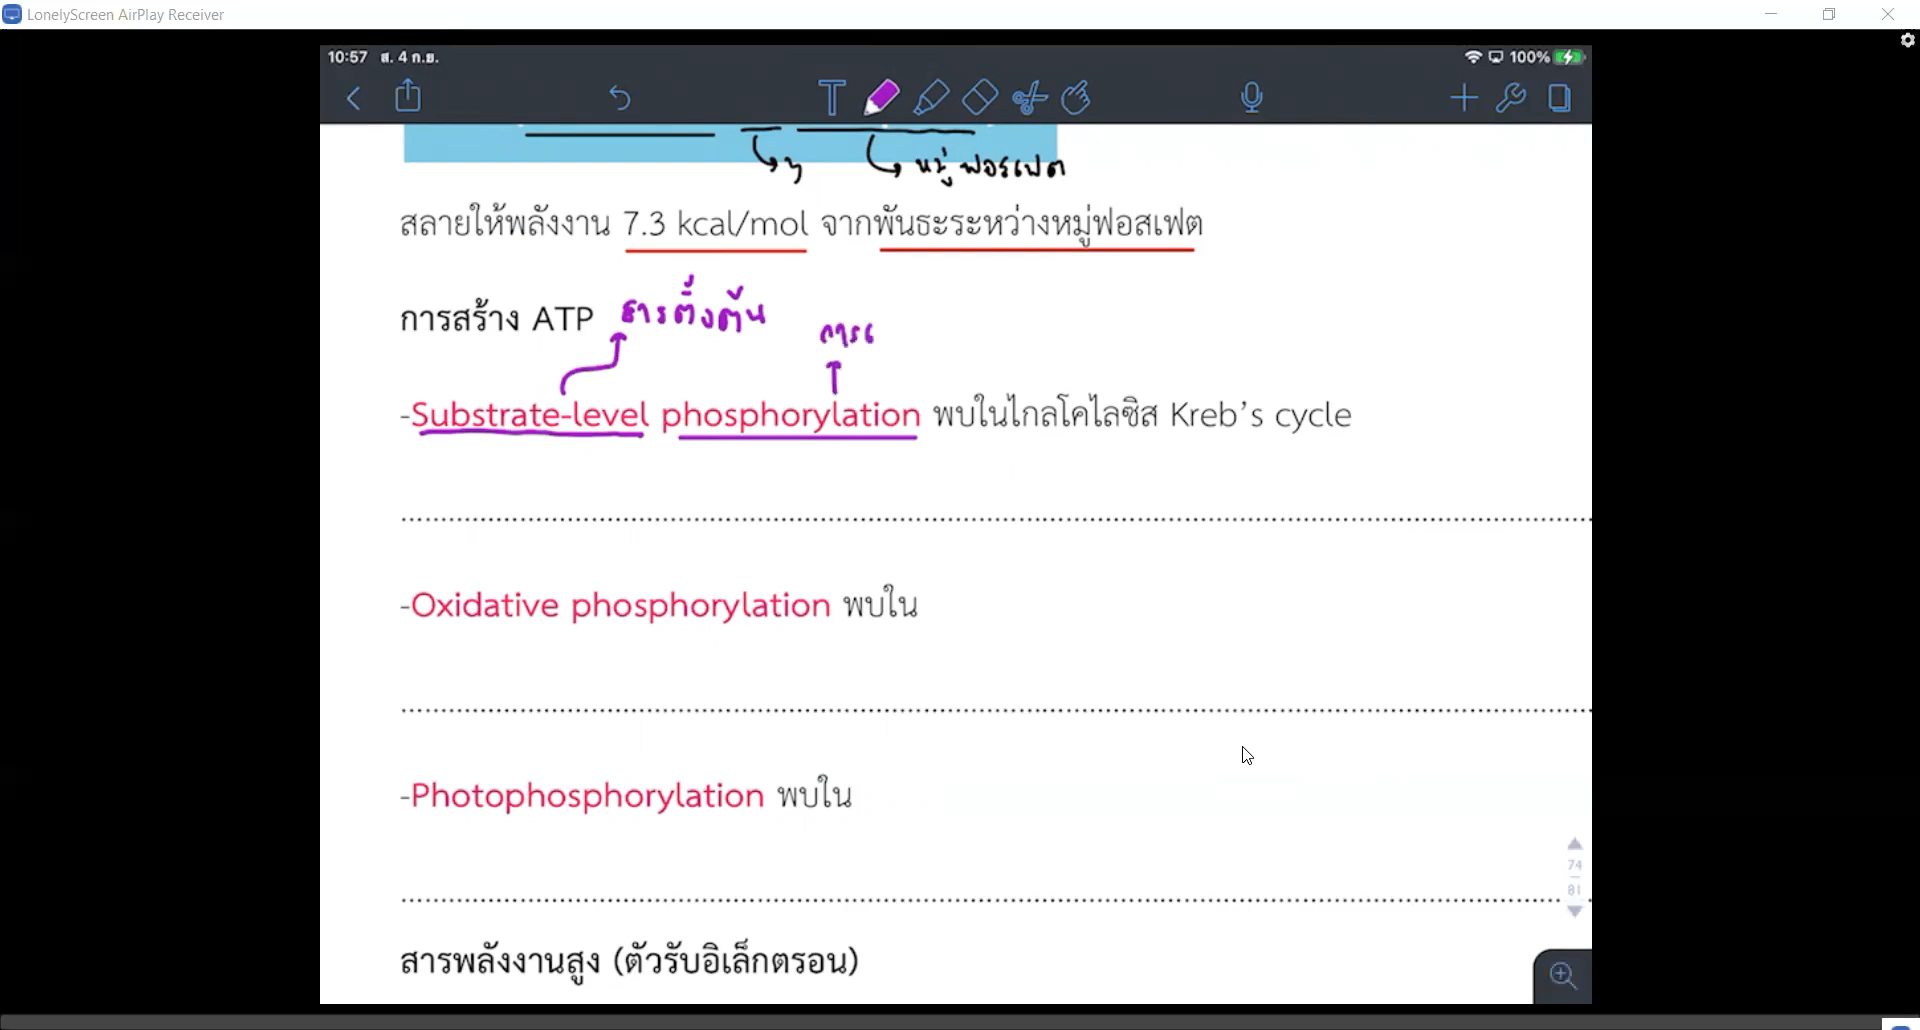 LonelyScreen AirPlay Receiver
10:57 ส. 4 ก.ย.
100%
3
หมู่ฟอสเฟต
สลายให้พลังงาน 7.3 kcal/mol จากพันธะระหว่างหมู่ฟอสเฟต
การสร้าง ATP สารตั้งต้น
การเ
-Substrate-level phosphorylation พบในไกลโคไลซิส Kreb’s cycle
-Oxidative phosphorylation พบใน
-Photophosphorylation พบใน
74
81
สารพลังงานสูง (ตัวรับอิเล็กตรอน)